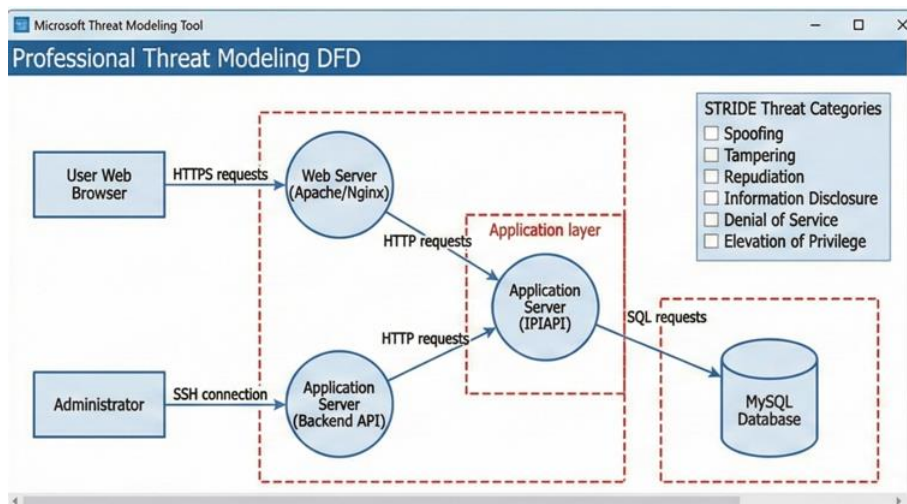 Microsoft Threat Modeling Tool
Professional Threat Modeling DFD
User Web
Browser
HTTPS requests
Web Server
(Apache/Nginx)
HTTP requests
Application layer
Application
Server
(IPIAPI)
HTTP requests
SQL requests
Administrator
SSH connection
Application
Server
(Backend API)
MySQL
Database
STRIDE Threat Categories
Spoofing
Tampering
Repudiation
Information Disclosure
Denial of Service
Elevation of Privilege